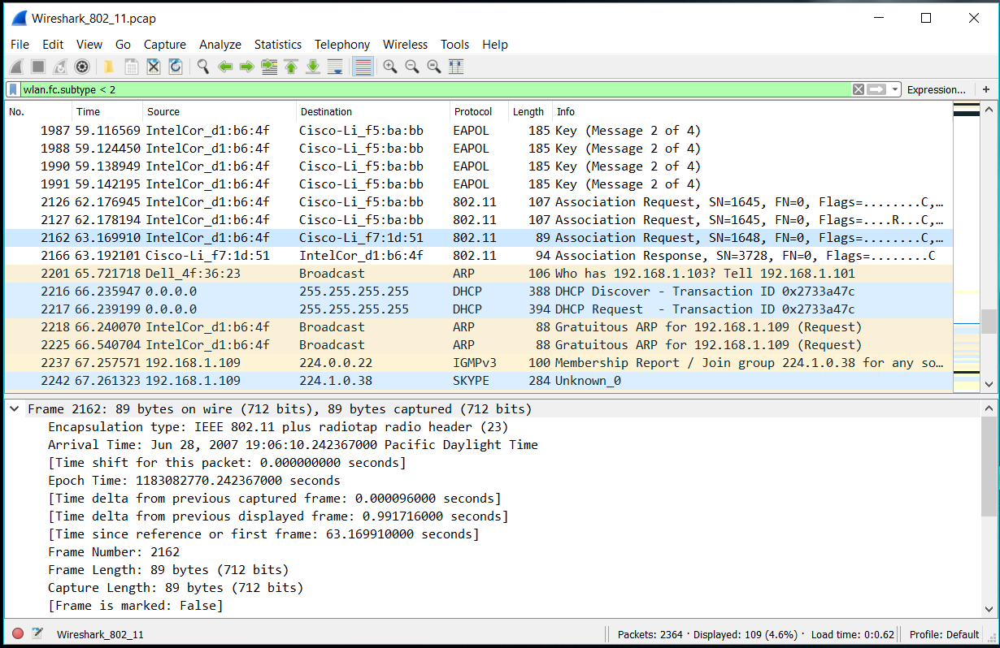 Wireshark_802_11.pcap
File Edit View Go Capture Analyze Statistics Telephony Wireless Tools Help
wlan.fc.subtype < 2 Expression... +
No. Time Source Destination Protocol Length Info
1987 59.116569 IntelCor_d1:b6:4f Cisco-Li_f5:ba:bb EAPOL 185 Key (Message 2 of 4)
1988 59.124450 IntelCor_d1:b6:4f Cisco-Li_f5:ba:bb EAPOL 185 Key (Message 2 of 4)
1990 59.138949 IntelCor_d1:b6:4f Cisco-Li_f5:ba:bb EAPOL 185 Key (Message 2 of 4)
1991 59.142195 IntelCor_d1:b6:4f Cisco-Li_f5:ba:bb EAPOL 185 Key (Message 2 of 4)
2126 62.176945 IntelCor_d1:b6:4f Cisco-Li_f5:ba:bb 802.11 107 Association Request, SN=1645, FN=0, Flags=........C,…
2127 62.178194 IntelCor_d1:b6:4f Cisco-Li_f5:ba:bb 802.11 107 Association Request, SN=1645, FN=0, Flags=....R...C,…
2162 63.169910 IntelCor_d1:b6:4f Cisco-Li_f7:1d:51 802.11 89 Association Request, SN=1648, FN=0, Flags=........C,…
2166 63.192101 Cisco-Li_f7:1d:51 IntelCor_d1:b6:4f 802.11 94 Association Response, SN=3728, FN=0, Flags=........C
2201 65.721718 Dell_4f:36:23 Broadcast ARP 106 Who has 192.168.1.103? Tell 192.168.1.101
2216 66.235947 0.0.0.0 255.255.255.255 DHCP 388 DHCP Discover - Transaction ID 0x2733a47c
2217 66.239199 0.0.0.0 255.255.255.255 DHCP 394 DHCP Request  - Transaction ID 0x2733a47c
2218 66.240070 IntelCor_d1:b6:4f Broadcast ARP 88 Gratuitous ARP for 192.168.1.109 (Request)
2225 66.540704 IntelCor_d1:b6:4f Broadcast ARP 88 Gratuitous ARP for 192.168.1.109 (Request)
2237 67.257571 192.168.1.109 224.0.0.22 IGMPv3 100 Membership Report / Join group 224.1.0.38 for any so…
2242 67.261323 192.168.1.109 224.1.0.38 SKYPE 284 Unknown_0
Frame 2162: 89 bytes on wire (712 bits), 89 bytes captured (712 bits)
Encapsulation type: IEEE 802.11 plus radiotap radio header (23)
Arrival Time: Jun 28, 2007 19:06:10.242367000 Pacific Daylight Time
[Time shift for this packet: 0.000000000 seconds]
Epoch Time: 1183082770.242367000 seconds
[Time delta from previous captured frame: 0.000096000 seconds]
[Time delta from previous displayed frame: 0.991716000 seconds]
[Time since reference or first frame: 63.169910000 seconds]
Frame Number: 2162
Frame Length: 89 bytes (712 bits)
Capture Length: 89 bytes (712 bits)
[Frame is marked: False]
Wireshark_802_11 Packets: 2364 · Displayed: 109 (4.6%) · Load time: 0:0.62 Profile: Default